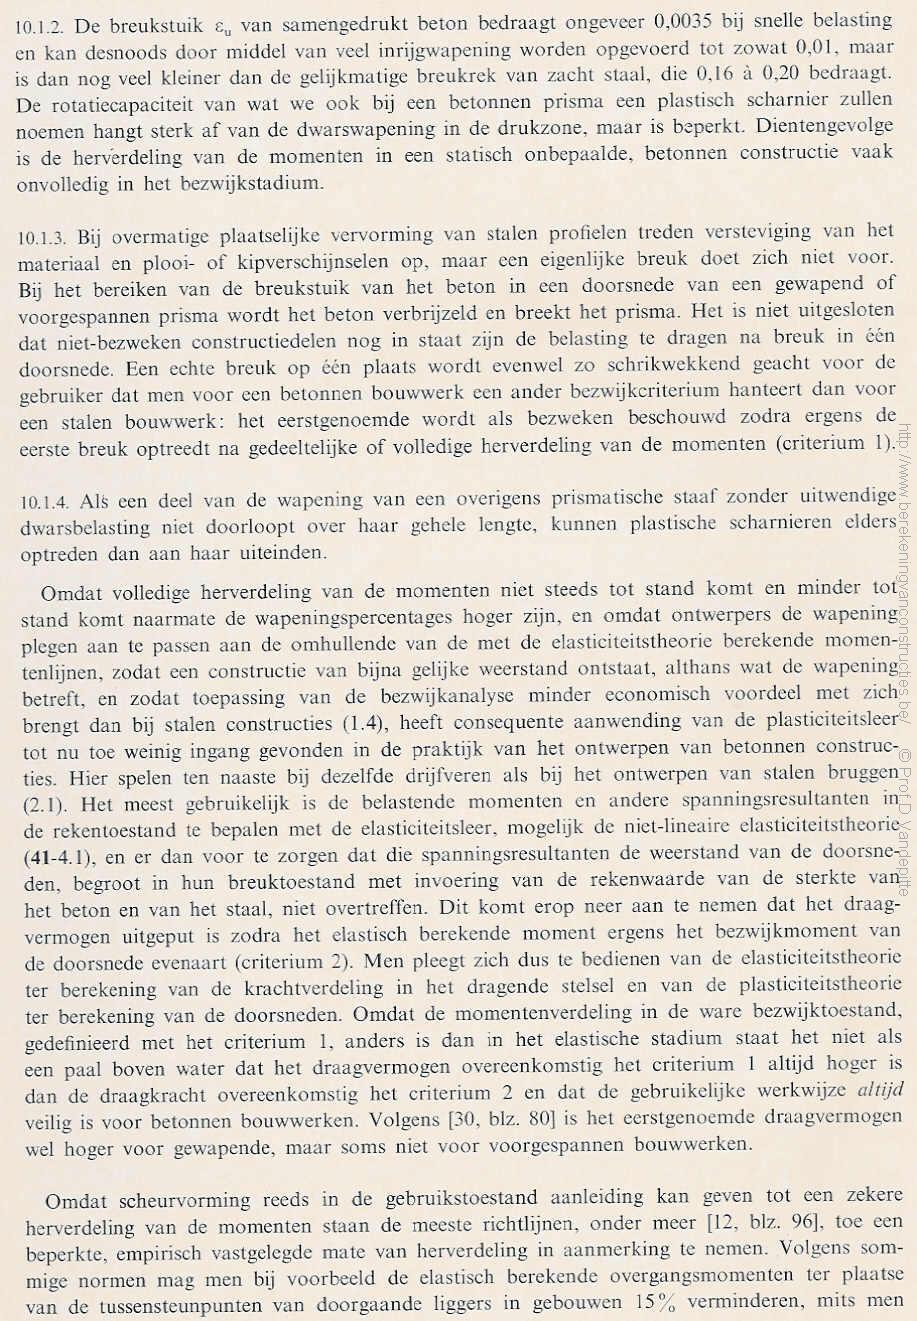 10.1.2. De breukstuik εu van samengedrukt beton bedraagt ongeveer 0,0035 bij snelle belasting
en kan desnoods door middel van veel inrijgwapening worden opgevoerd tot zowat 0,01, maar
is dan nog veel kleiner dan de gelijkmatige breukrek van zacht staal, die 0,16 à 0,20 bedraagt.
De rotatiecapaciteit van wat we ook bij een betonnen prisma een plastisch scharnier zullen
noemen hangt sterk af van de dwarswapening in de drukzone, maar is beperkt. Dientengevolge
is de herverdeling van de momenten in een statisch onbepaalde, betonnen constructie vaak
onvolledig in het bezwijkstadium.
10.1.3. Bij overmatige plaatselijke vervorming van stalen profielen treden versteviging van het
materiaal en plooi- of kipverschijnselen op, maar een eigenlijke breuk doet zich niet voor.
Bij het bereiken van de breukstuik van het beton in een doorsnede van een gewapend of
voorgespannen prisma wordt het beton verbrijzeld en breekt het prisma. Het is niet uitgesloten
dat niet-bezweken constructiedelen nog in staat zijn de belasting te dragen na breuk in één
doorsnede. Een echte breuk op één plaats wordt evenwel zo schrikwekkend geacht voor de
gebruiker dat men voor een betonnen bouwwerk een ander bezwijkcriterium hanteert dan voor
een stalen bouwwerk: het eerstgenoemde wordt als bezweken beschouwd zodra ergens de
eerste breuk optreedt na gedeeltelijke of volledige herverdeling van de momenten (criterium 1).
10.1.4. Als een deel van de wapening van een overigens prismatische staaf zonder uitwendige
dwarsbelasting niet doorloopt over haar gehele lengte, kunnen plastische scharnieren elders
optreden dan aan haar uiteinden.
Omdat volledige herverdeling van de momenten niet steeds tot stand komt en minder tot
stand komt naarmate de wapeningspercentages hoger zijn, en omdat ontwerpers de wapening
plegen aan te passen aan de omhullende van de met de elasticiteitstheorie berekende momen-
tenlijnen, zodat een constructie van bijna gelijke weerstand ontstaat, althans wat de wapening
betreft, en zodat toepassing van de bezwijkanalyse minder economisch voordeel met zich
brengt dan bij stalen constructies (1.4), heeft consequente aanwending van de plasticiteitsleer
tot nu toe weinig ingang gevonden in de praktijk van het ontwerpen van betonnen construc-
ties. Hier spelen ten naaste bij dezelfde drijfveren als bij het ontwerpen van stalen bruggen
(2.1). Het meest gebruikelijk is de belastende momenten en andere spanningsresultanten in
de rekentoestand te bepalen met de elasticiteitsleer, mogelijk de niet-lineaire elasticiteitstheorie
(41-4.1), en er dan voor te zorgen dat die spanningsresultanten de weerstand van de doorsne-
den, begroot in hun breuktoestand met invoering van de rekenwaarde van de sterkte van
het beton en van het staal, niet overtreffen. Dit komt erop neer aan te nemen dat het draag-
vermogen uitgeput is zodra het elastisch berekende moment ergens het bezwijkmoment van
de doorsnede evenaart (criterium 2). Men pleegt zich dus te bedienen van de elasticiteitstheorie
ter berekening van de krachtverdeling in het dragende stelsel en van de plasticiteitstheorie
ter berekening van de doorsneden. Omdat de momentenverdeling in de ware bezwijktoestand,
gedefinieerd met het criterium 1, anders is dan in het elastische stadium staat het niet als
een paal boven water dat het draagvermogen overeenkomstig het criterium 1 altijd hoger is
dan de draagkracht overeenkomstig het criterium 2 en dat de gebruikelijke werkwijze altijd
veilig is voor betonnen bouwwerken. Volgens [30, blz. 80] is het eerstgenoemde draagvermogen
wel hoger voor gewapende, maar soms niet voor voorgespannen bouwwerken.
Omdat scheurvorming reeds in de gebruikstoestand aanleiding kan geven tot een zekere
herverdeling van de momenten staan de meeste richtlijnen, onder meer [12, blz. 96], toe een
beperkte, empirisch vastgelegde mate van herverdeling in aanmerking te nemen. Volgens som-
mige normen mag men bij voorbeeld de elastisch berekende overgangsmomenten ter plaatse
van de tussensteunpunten van doorgaande liggers in gebouwen 15% verminderen, mits men
http://www.berekeningvanconstructies.be/ © Prof.D. Vandepitte